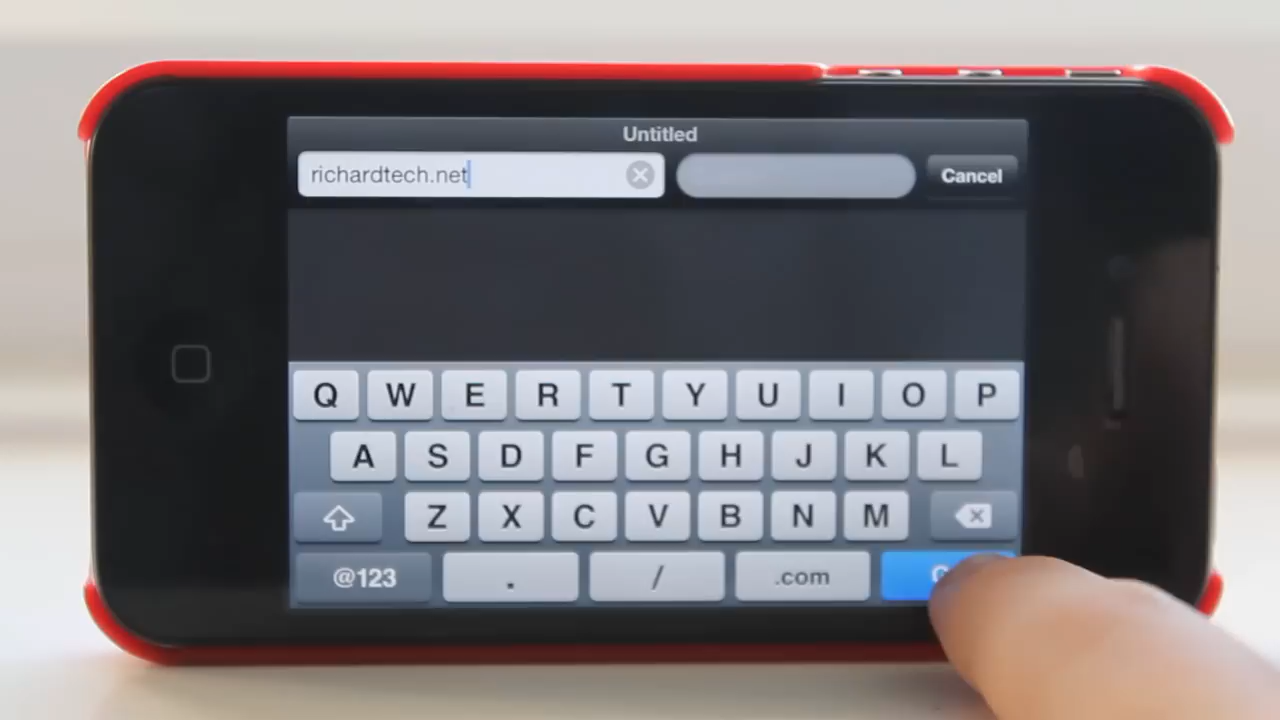 Untitled
richardtech.net Cancel
Q W E R T Y U I O P
A S D F G H J K L
Z X C V B N M
@123 . / .com